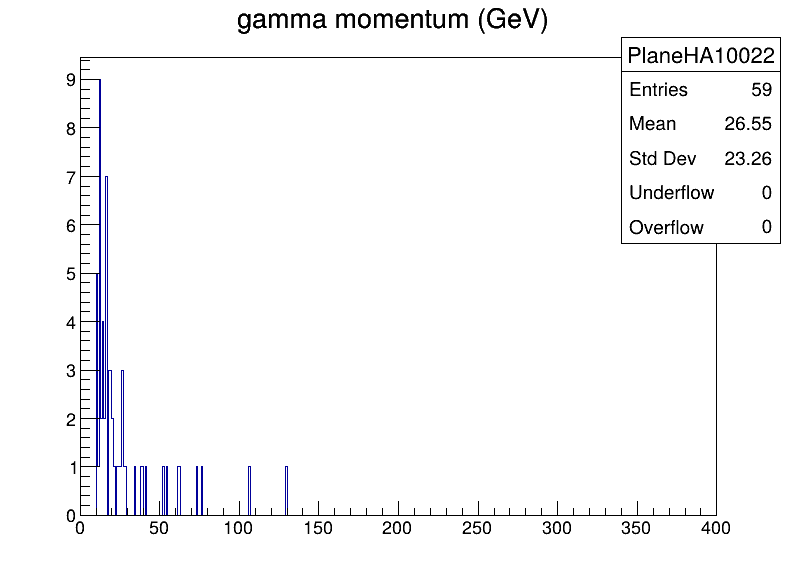 gamma momentum (GeV)
PlaneHA10022
Entries 59
Mean 26.55
Std Dev 23.26
Underflow 0
Overflow 0
9
8
7
6
5
4
3
2
1
0
0 50 100 150 200 250 300 350 400